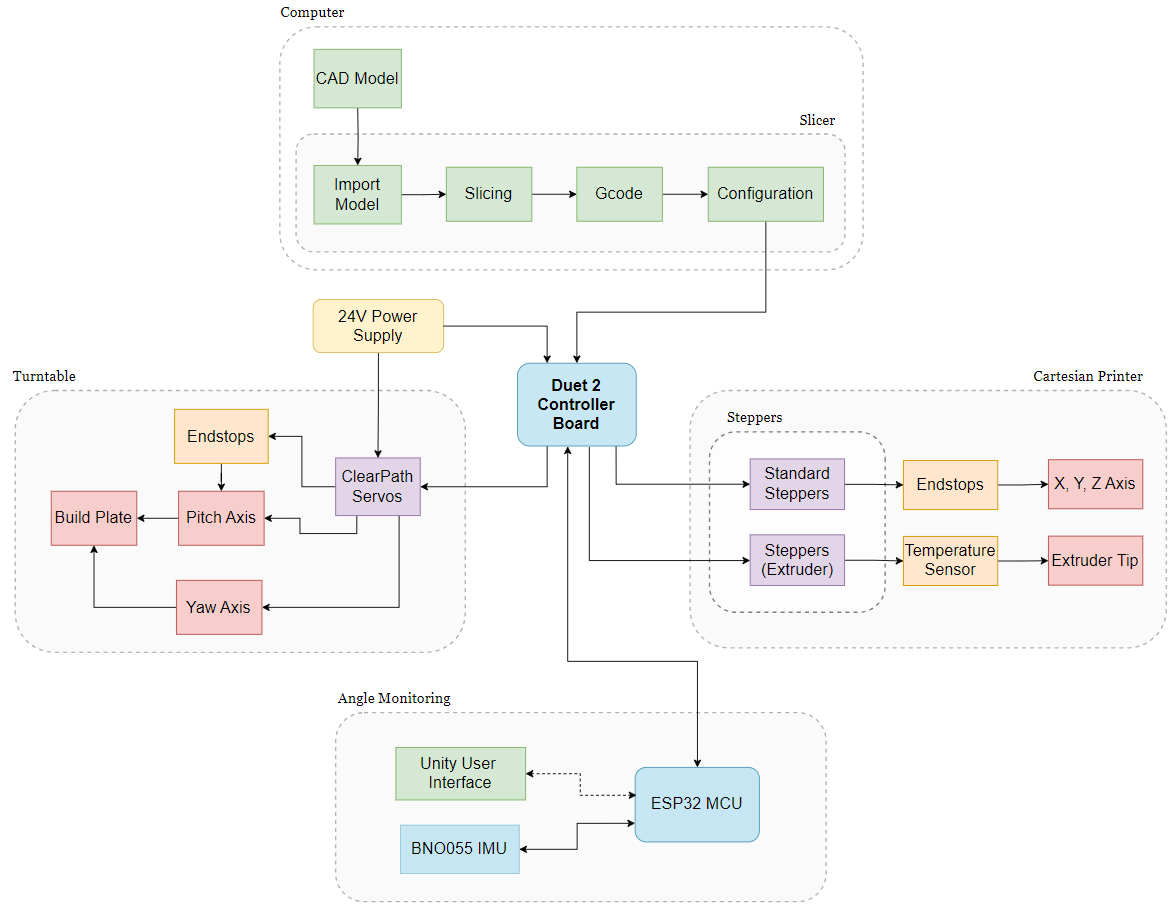 Computer
CAD Model
Slicer
Import
Model
Slicing
Gcode
Configuration
24V Power
Supply
Duet 2
Controller
Board
Turntable
Endstops
ClearPath
Servos
Build Plate
Pitch Axis
Yaw Axis
Cartesian Printer
Steppers
Standard
Steppers
Endstops
X, Y, Z Axis
Steppers
(Extruder)
Temperature
Sensor
Extruder Tip
Angle Monitoring
Unity User
Interface
ESP32 MCU
BNO055 IMU